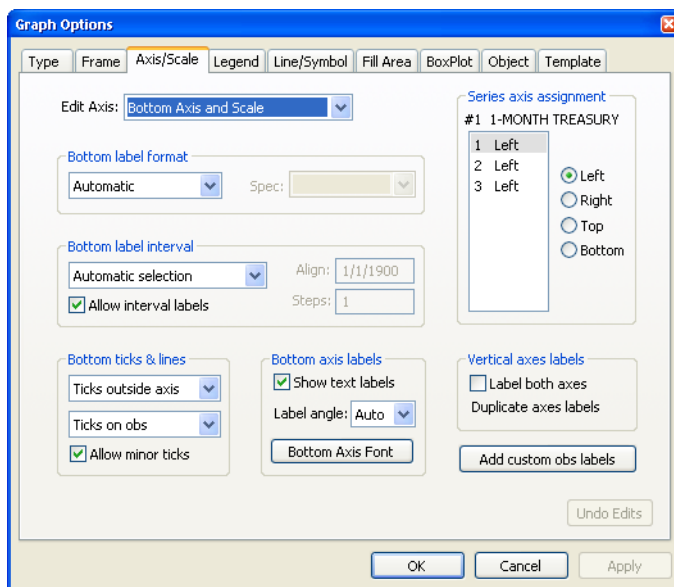 Graph Options
Type Frame Axis/Scale Legend Line/Symbol Fill Area BoxPlot Object Template
Edit Axis: Bottom Axis and Scale
Series axis assignment
#1 1-MONTH TREASURY
1 Left
2 Left
3 Left
Left
Right
Top
Bottom
Bottom label format
Automatic
Spec:
Bottom label interval
Automatic selection
Align: 1/1/1900
Allow interval labels
Steps: 1
Bottom ticks & lines
Ticks outside axis
Ticks on obs
Allow minor ticks
Bottom axis labels
Show text labels
Label angle: Auto
Bottom Axis Font
Vertical axes labels
Label both axes
Duplicate axes labels
Add custom obs labels
Undo Edits
OK Cancel Apply